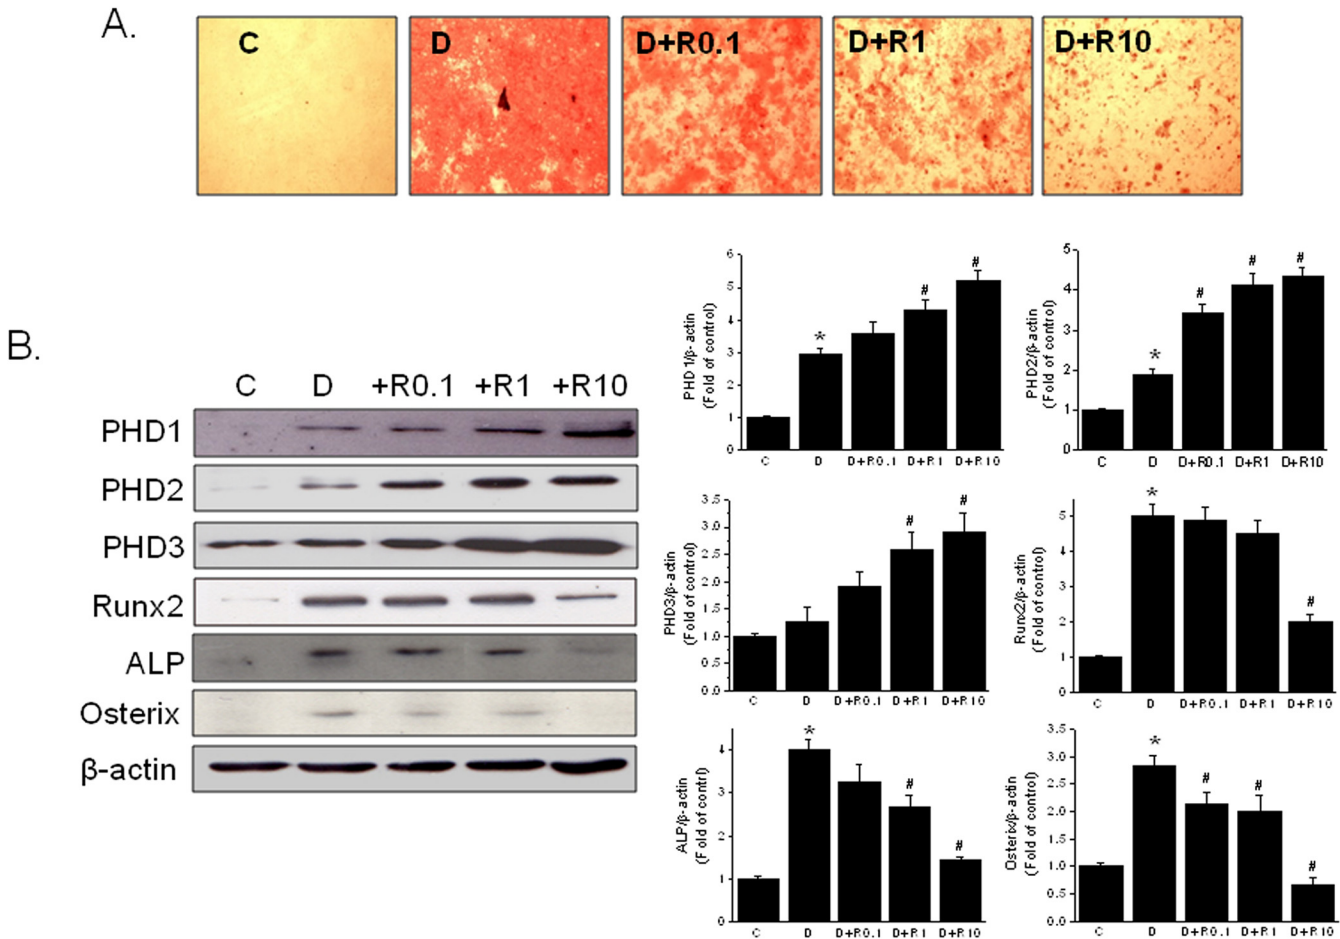 A.
C
D
D+R0.1
D+R1
D+R10
B.
C D +R0.1 +R1 +R10
PHD1
PHD2
PHD3
Runx2
ALP
Osterix
β-actin
PHD1/β-actin
(Fold of control)
6
5
4
3
2
1
0
C D D+R0.1 D+R1 D+R10
* # #
PHD2/β-actin
(Fold of control)
5
4
3
2
1
0
C D D+R0.1 D+R1 D+R10
* # # #
PHD3/β-actin
(Fold of control)
3.5
3.0
2.5
2.0
1.5
1.0
0.5
0.0
C D D+R0.1 D+R1 D+R10
# #
Runx2/β-actin
(Fold of control)
5
4
3
2
1
0
C D D+R0.1 D+R1 D+R10
* #
ALP/β-actin
(Fold of control)
4
3
2
1
0
C D D+R0.1 D+R1 D+R10
* # #
Osterix/β-actin
(Fold of control)
3.5
3.0
2.5
2.0
1.5
1.0
0.5
0.0
C D D+R0.1 D+R1 D+R10
* # # #